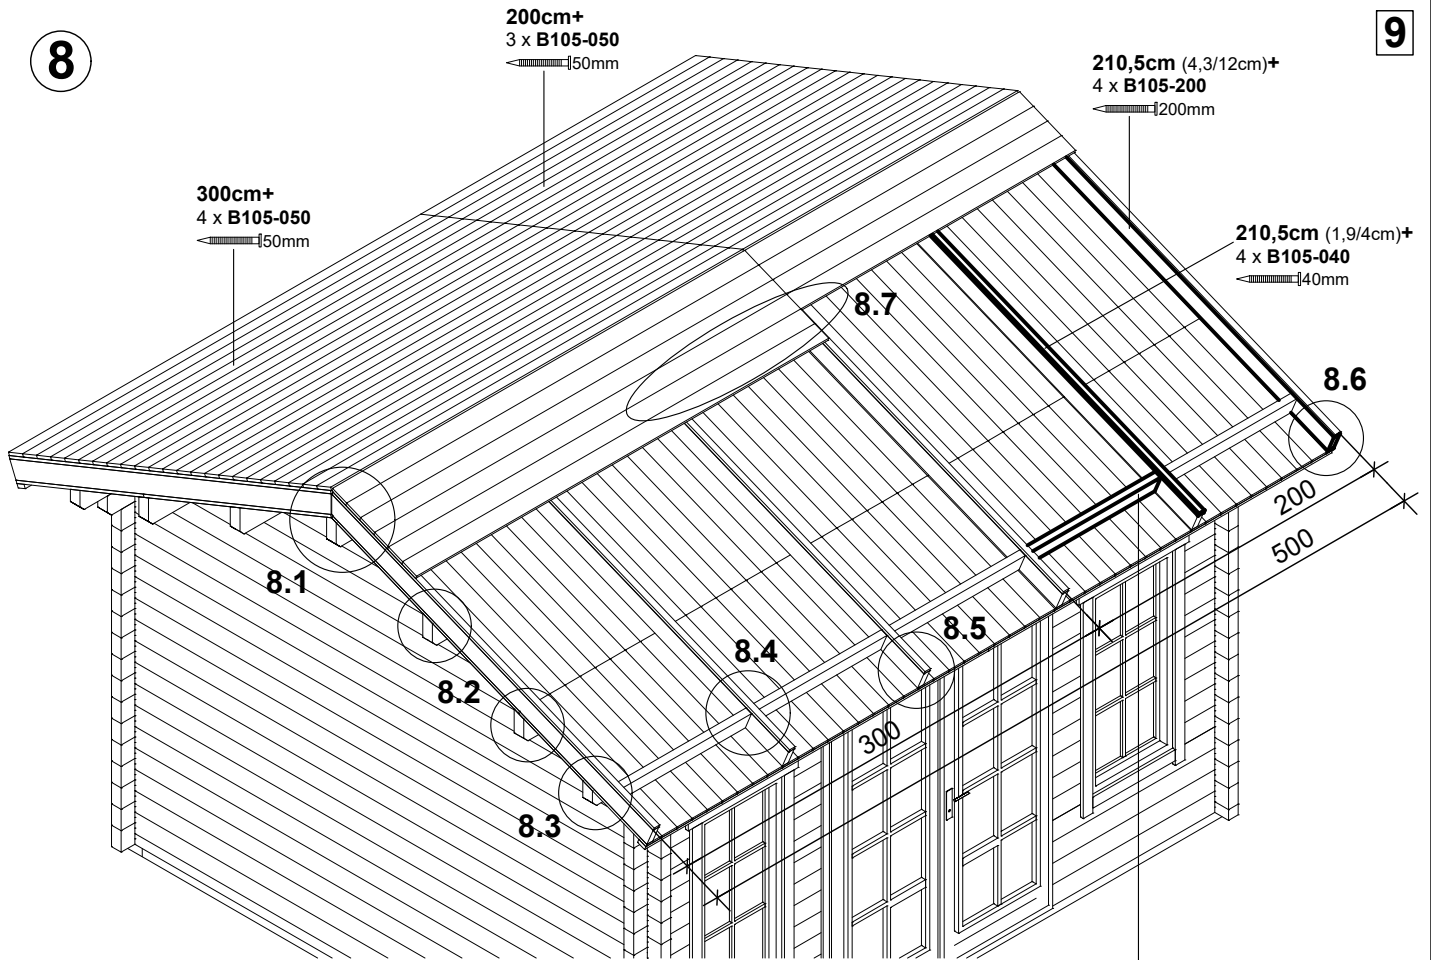 8
200cm+
3 x B105-050
50mm
9
210,5cm (4,3/12cm)+
4 x B105-200
200mm
300cm+
4 x B105-050
50mm
210,5cm (1,9/4cm)+
4 x B105-040
40mm
8.7
8.6
200
500
8.1
8.5
8.4
8.2
300
8.3